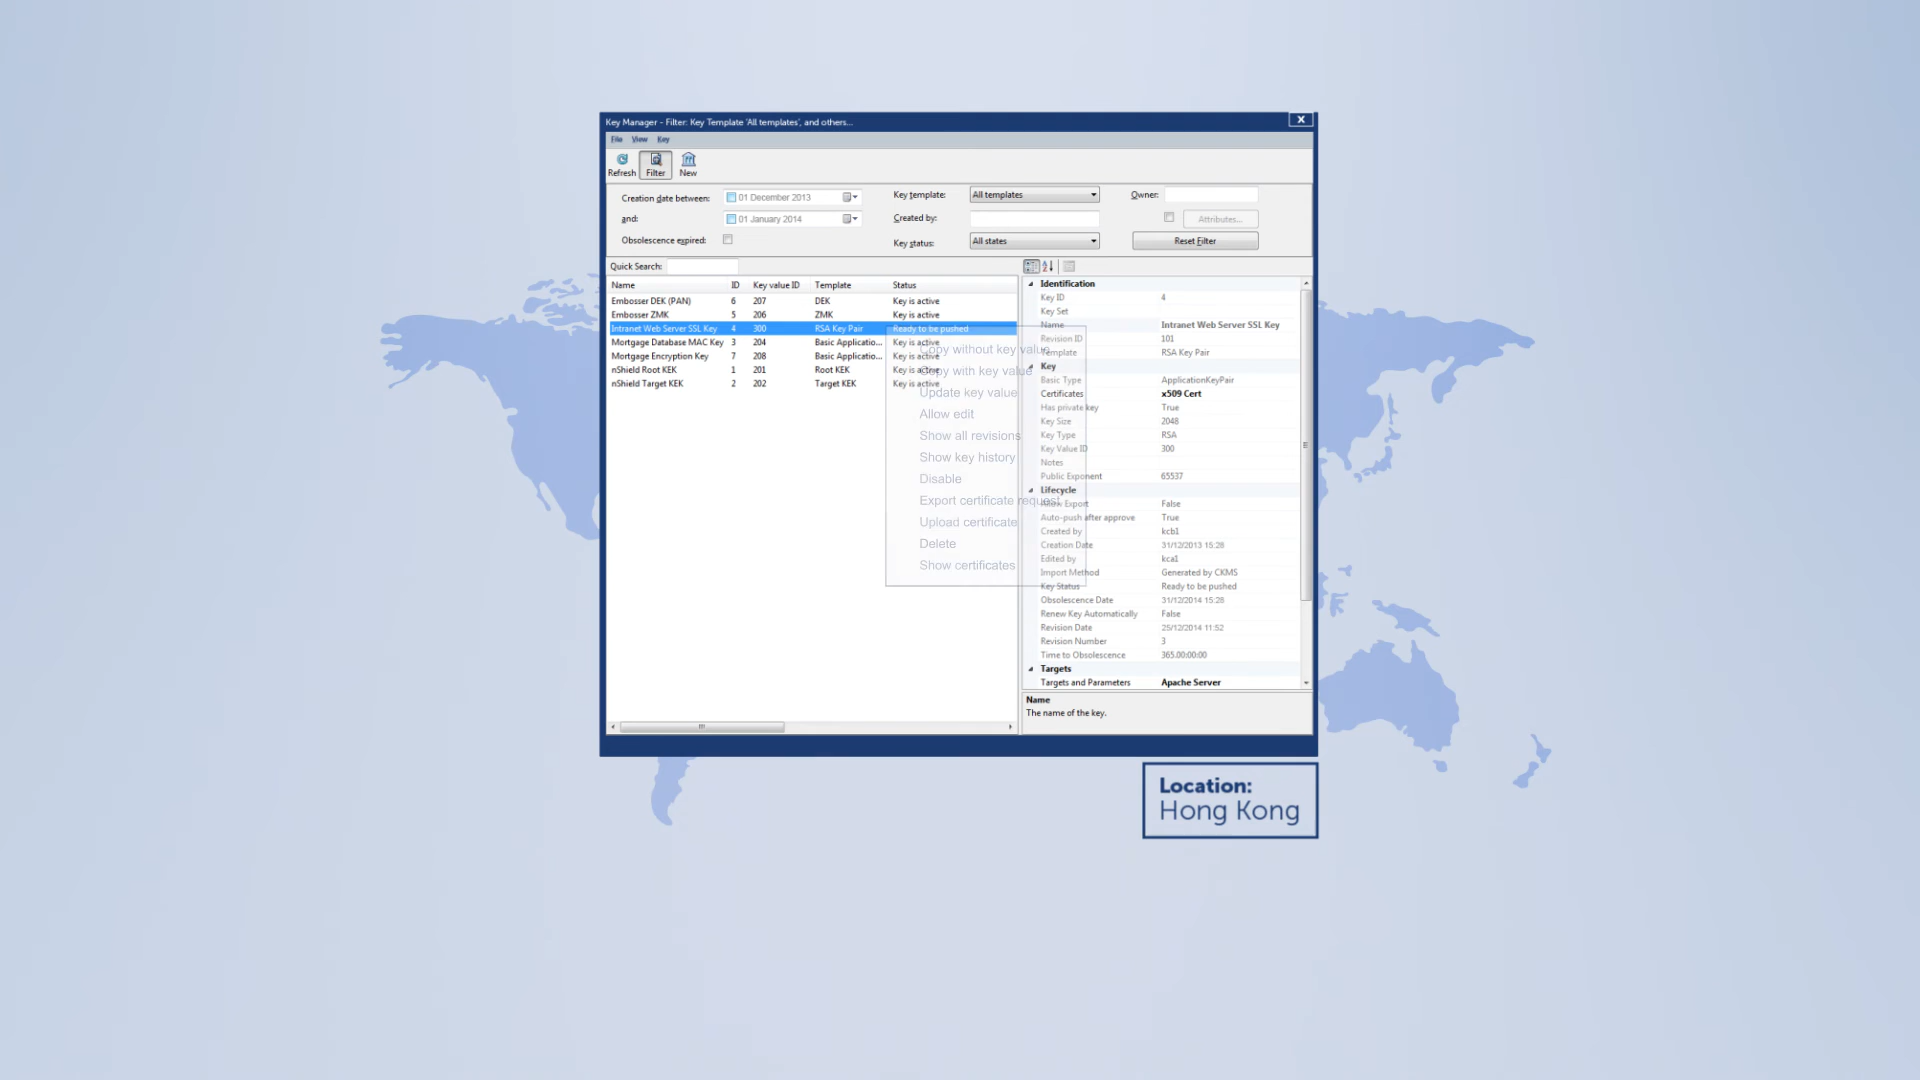 Key Manager - Filter: Key Template 'All templates', and others...
File View Key
Refresh Filter New
Creation date between: 01 December 2013 Key template: All templates Owner:
and: 01 January 2014 Created by: Attributes...
Obsolescence expired: Key status: All states Reset Filter
Quick Search:
Name ID Key value ID Template Status
Embosser DEK (PAN) 6 207 DEK Key is active
Embosser ZMK 5 206 ZMK Key is active
Intranet Web Server SSL Key 4 300 RSA Key Pair Ready to be pushed
Mortgage Database MAC Key 3 204 Basic Applicatio... Key is active
Mortgage Encryption Key 7 208 Basic Applicatio... Key is active
nShield Root KEK 1 201 Root KEK Key is active
nShield Target KEK 2 202 Target KEK Key is active
Copy without key value
Copy with key value
Update key value
Allow edit
Show all revisions
Show key history
Disable
Export certificate request
Upload certificate
Delete
Show certificates
Identification
Key ID 4
Key Set
Name Intranet Web Server SSL Key
Revision ID 101
Template RSA Key Pair
Key
Basic Type ApplicationKeyPair
Certificates x509 Cert
Has private key True
Key Size 2048
Key Type RSA
Key Value ID 300
Notes
Public Exponent 65537
Lifecycle
Allow Export False
Auto-push after approve True
Created by kcb1
Creation Date 31/12/2013 15:28
Edited by kca1
Import Method Generated by CKMS
Key Status Ready to be pushed
Obsolescence Date 31/12/2014 15:28
Renew Key Automatically False
Revision Date 25/12/2014 11:52
Revision Number 3
Time to Obsolescence 365.00:00:00
Targets
Targets and Parameters Apache Server
Name
The name of the key.
Location:
Hong Kong